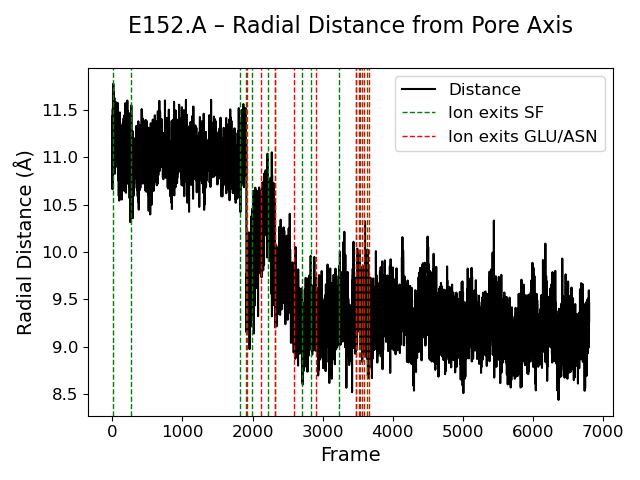 E152.A – Radial Distance from Pore Axis
Distance
Ion exits SF
Ion exits GLU/ASN
11.5
11.0
10.5
10.0
9.5
9.0
8.5
Radial Distance (Å)
0
1000
2000
3000
4000
5000
6000
7000
Frame